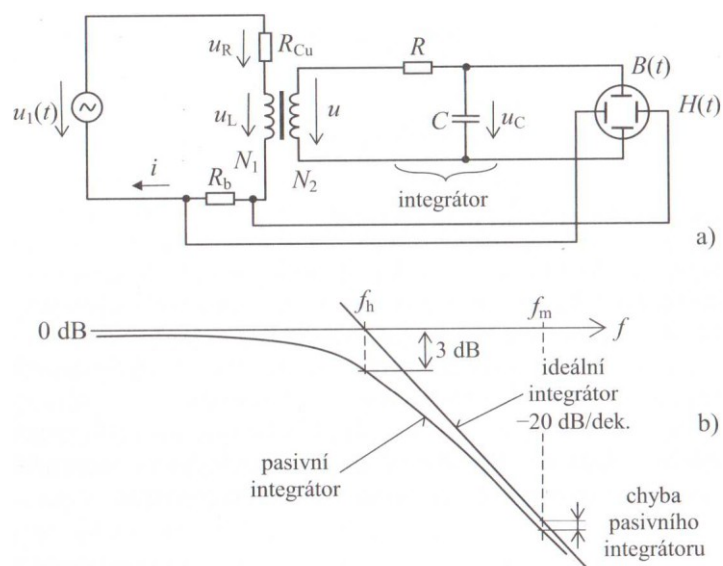 u_R
R_Cu
R
B(t)
u_1(t)
u_L
u
C
u_C
H(t)
N_1
N_2
i
R_b
integrátor
a)
f_h
f_m
0 dB
f
3 dB
ideální
integrátor
−20 dB/dek.
b)
pasivní
integrátor
chyba
pasivního
integrátoru